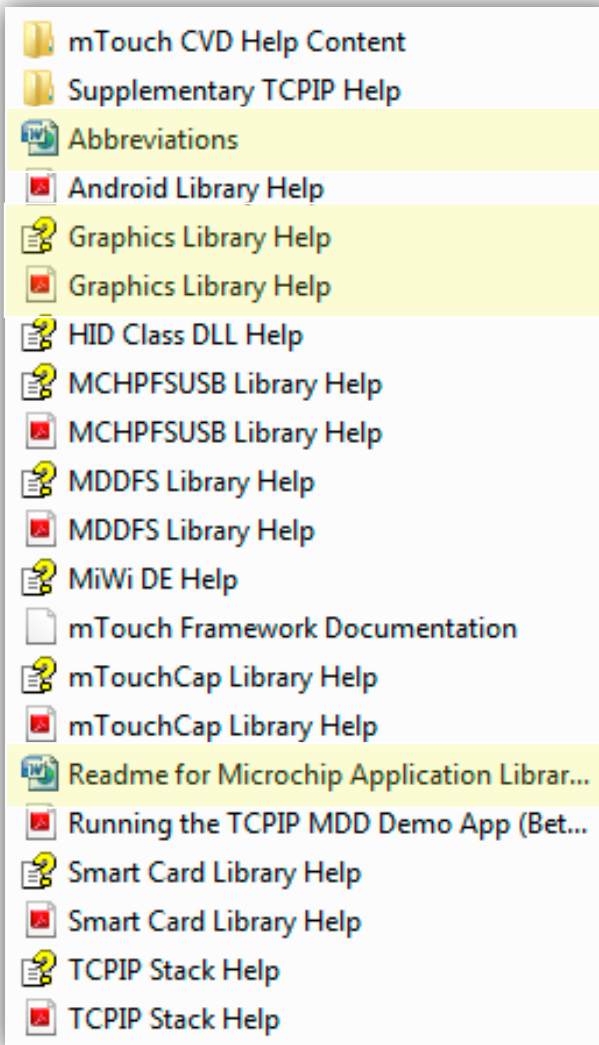 mTouch CVD Help Content
Supplementary TCPIP Help
Abbreviations
Android Library Help
Graphics Library Help
Graphics Library Help
HID Class DLL Help
MCHPFSUSB Library Help
MCHPFSUSB Library Help
MDDFS Library Help
MDDFS Library Help
MiWi DE Help
mTouch Framework Documentation
mTouchCap Library Help
mTouchCap Library Help
Readme for Microchip Application Librar...
Running the TCPIP MDD Demo App (Bet...
Smart Card Library Help
Smart Card Library Help
TCPIP Stack Help
TCPIP Stack Help